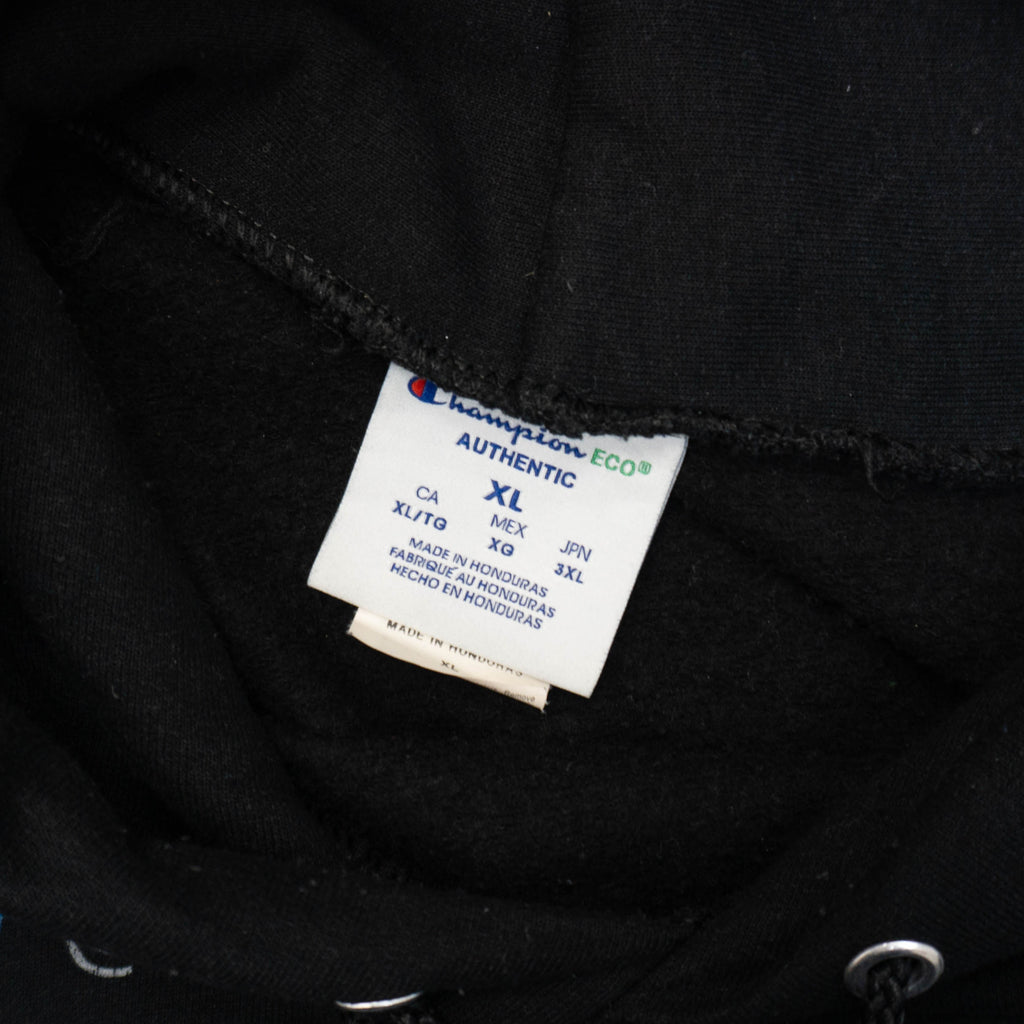 Champion ECO®
AUTHENTIC
XL
CA MEX JPN
XL/TG XG 3XL
MADE IN HONDURAS
FABRIQUÉ AU HONDURAS
HECHO EN HONDURAS
MADE IN HONDURAS
XL
Remove